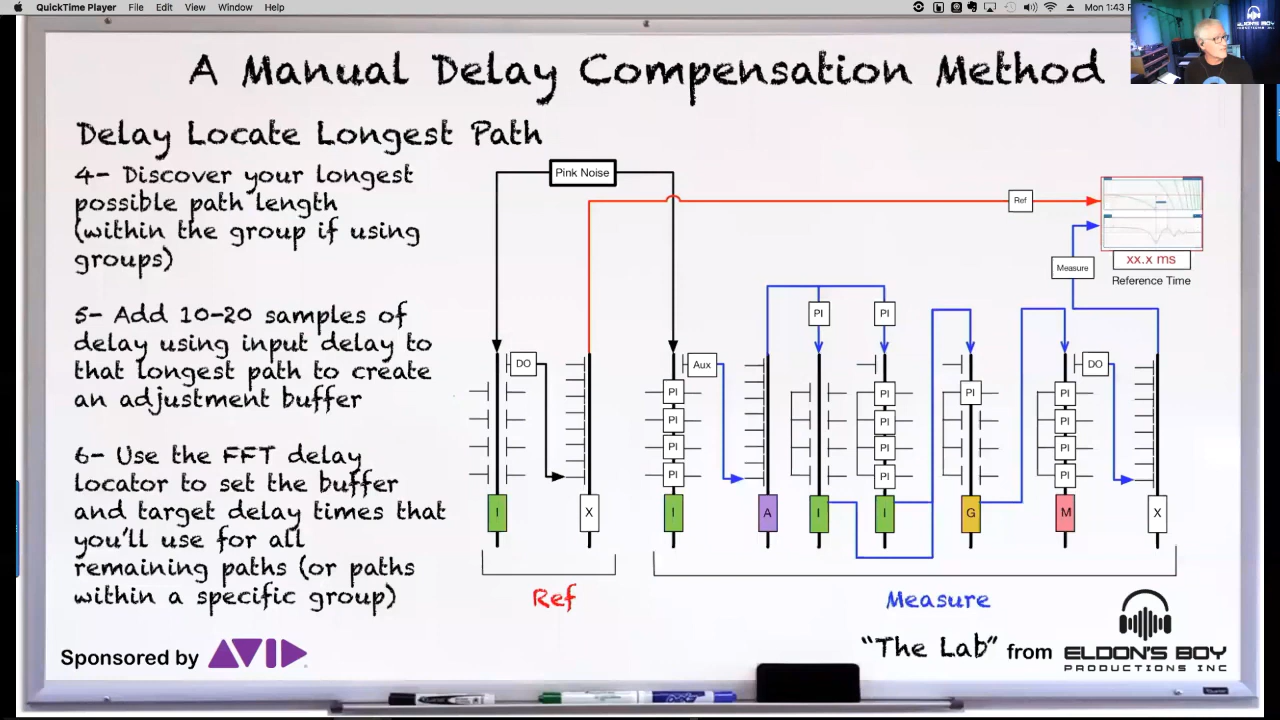 QuickTime Player File Edit View Window Help
Mon 1:43 P
ELDON'S BOY
PRODUCTIONS INC
A Manual Delay Compensation Method
Delay Locate Longest Path
4- Discover your longest
possible path length
(within the group if using
groups)
5- Add 10-20 samples of
delay using input delay to
that longest path to create
an adjustment buffer
6- Use the FFT delay
locator to set the buffer
and target delay times that
you'll use for all
remaining paths (or paths
within a specific group)
Pink Noise
Ref
Measure
xx.x ms
Reference Time
PI PI
DO Aux DO
PI PI PI PI
PI PI
PI PI PI
PI PI PI
I X I A I I G M X
Ref Measure
Sponsored by AVID
"The Lab" from ELDON'S BOY
PRODUCTIONS INC